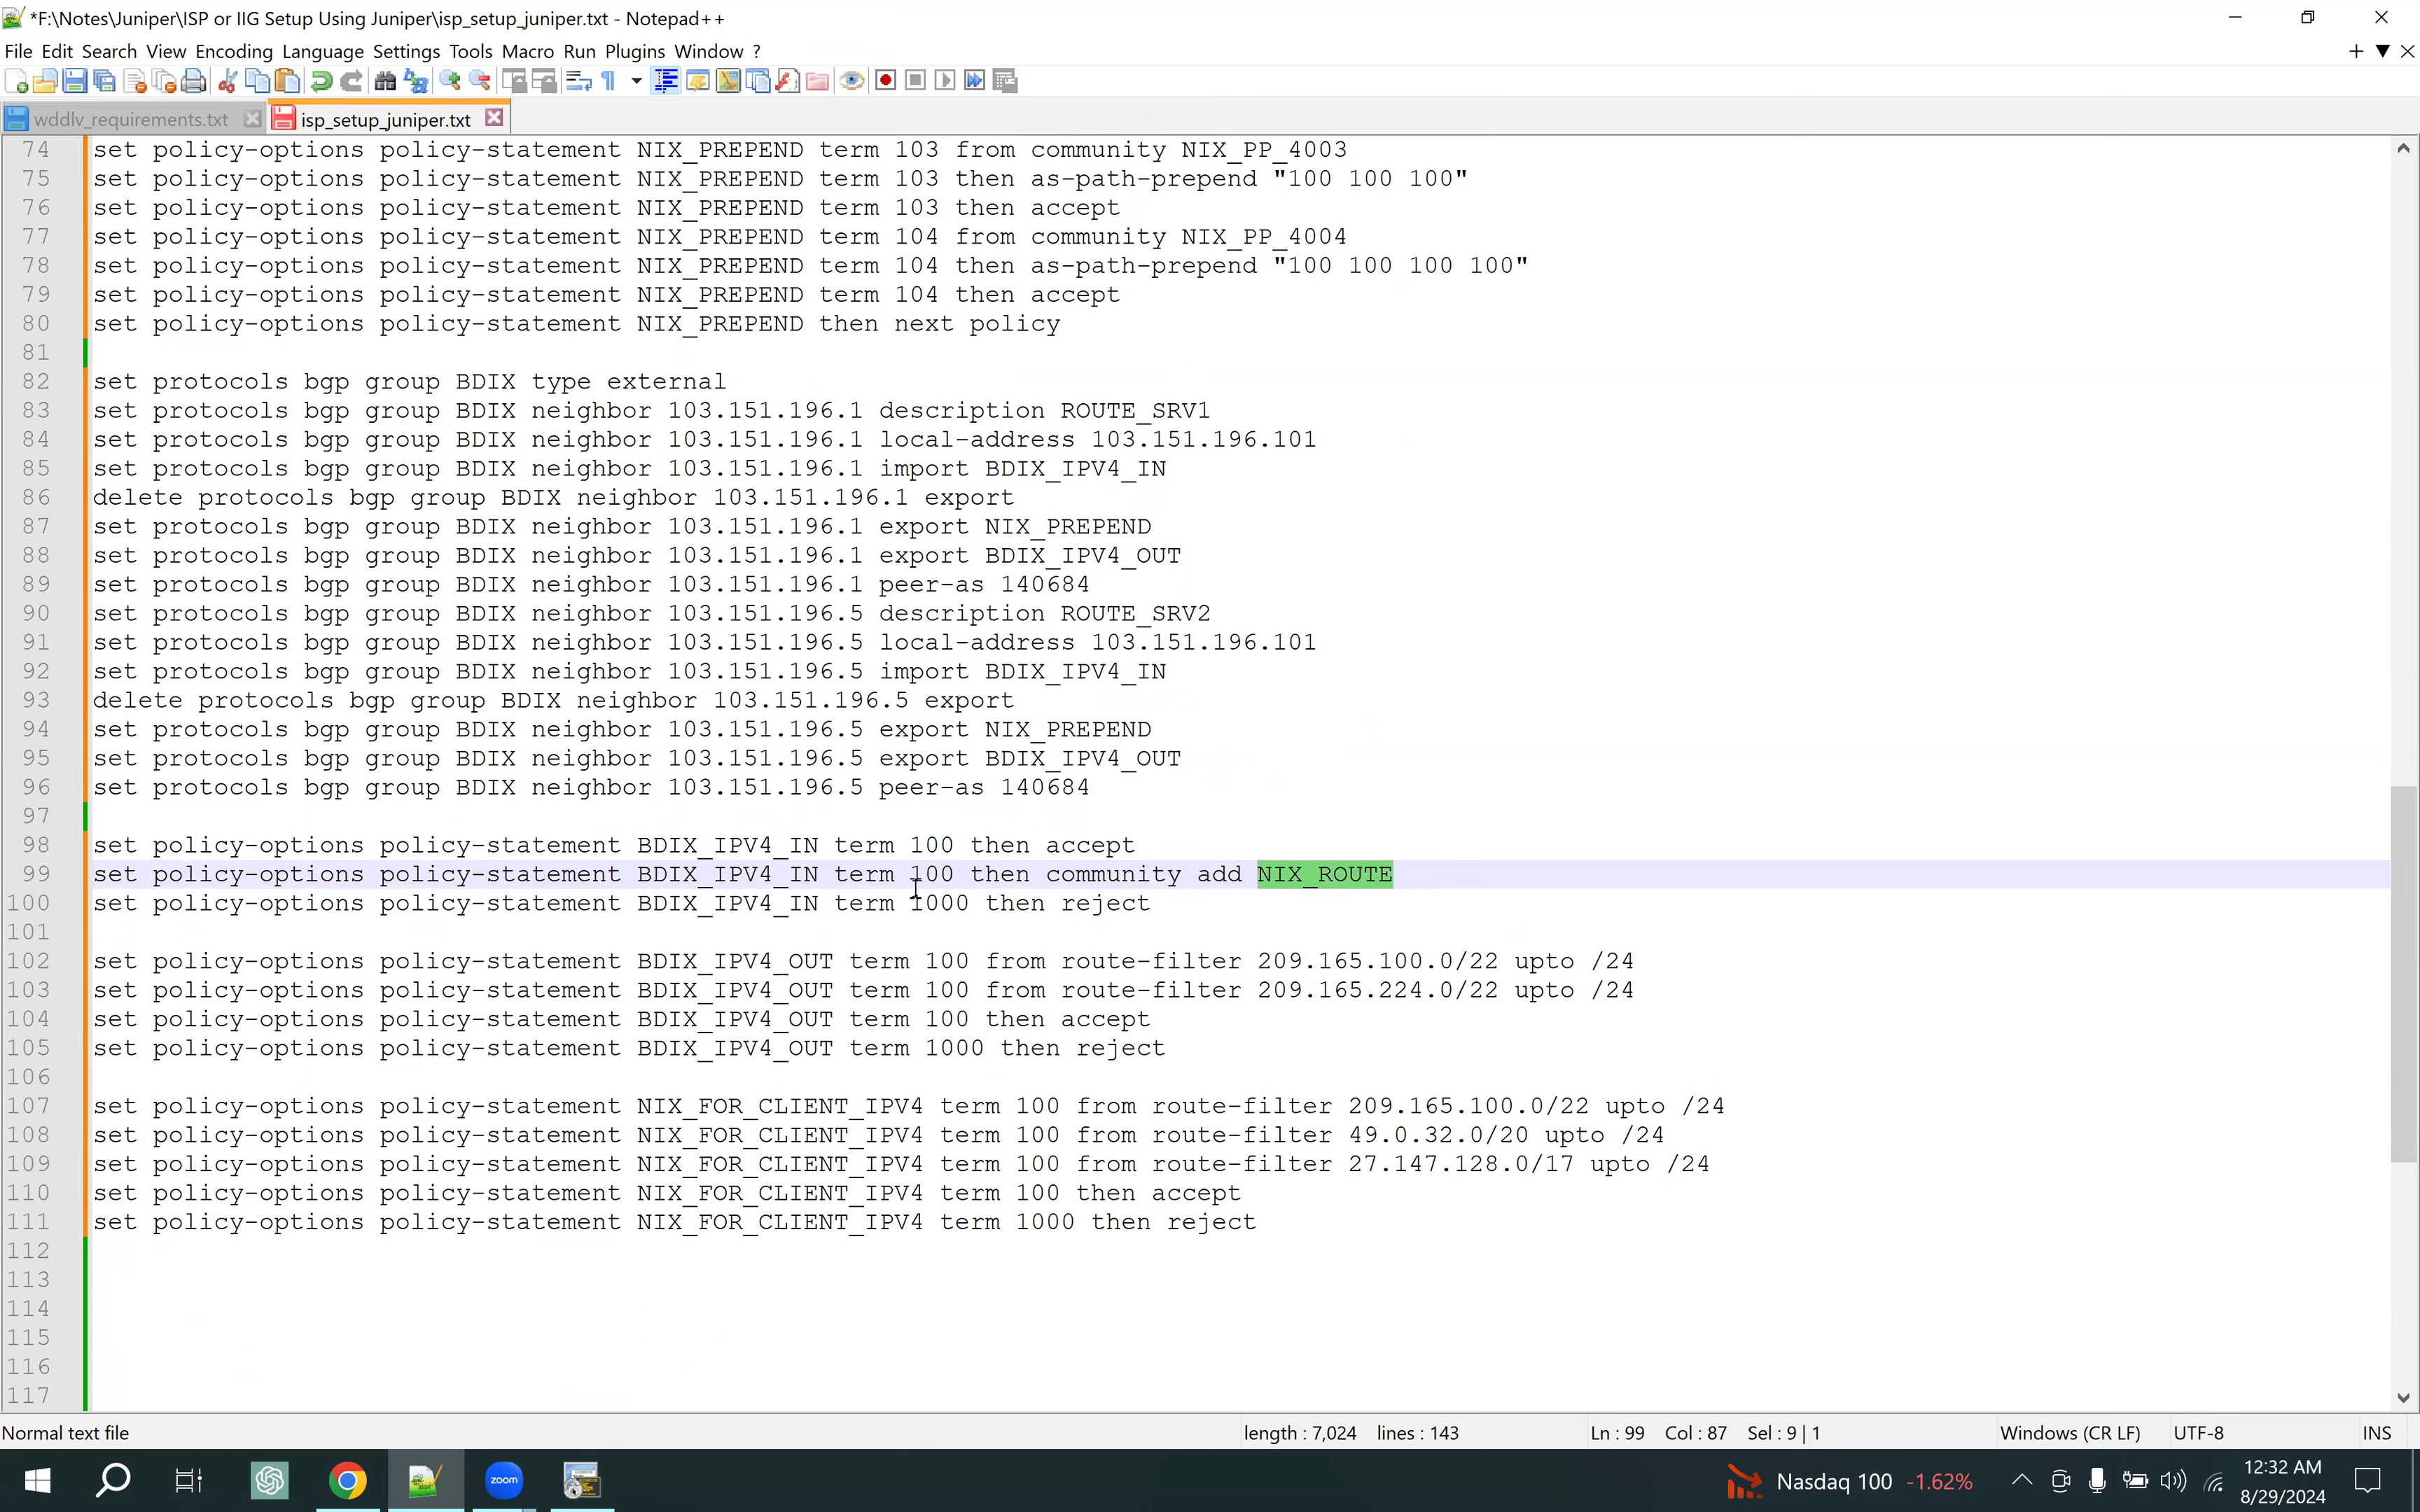 *F:\Notes\Juniper\ISP or IIG Setup Using Juniper\isp_setup_juniper.txt - Notepad++
File Edit Search View Encoding Language Settings Tools Macro Run Plugins Window ?
wddlv_requirements.txt isp_setup_juniper.txt
74 set policy-options policy-statement NIX_PREPEND term 103 from community NIX_PP_4003
75 set policy-options policy-statement NIX_PREPEND term 103 then as-path-prepend "100 100 100"
76 set policy-options policy-statement NIX_PREPEND term 103 then accept
77 set policy-options policy-statement NIX_PREPEND term 104 from community NIX_PP_4004
78 set policy-options policy-statement NIX_PREPEND term 104 then as-path-prepend "100 100 100 100"
79 set policy-options policy-statement NIX_PREPEND term 104 then accept
80 set policy-options policy-statement NIX_PREPEND then next policy
81
82 set protocols bgp group BDIX type external
83 set protocols bgp group BDIX neighbor 103.151.196.1 description ROUTE_SRV1
84 set protocols bgp group BDIX neighbor 103.151.196.1 local-address 103.151.196.101
85 set protocols bgp group BDIX neighbor 103.151.196.1 import BDIX_IPV4_IN
86 delete protocols bgp group BDIX neighbor 103.151.196.1 export
87 set protocols bgp group BDIX neighbor 103.151.196.1 export NIX_PREPEND
88 set protocols bgp group BDIX neighbor 103.151.196.1 export BDIX_IPV4_OUT
89 set protocols bgp group BDIX neighbor 103.151.196.1 peer-as 140684
90 set protocols bgp group BDIX neighbor 103.151.196.5 description ROUTE_SRV2
91 set protocols bgp group BDIX neighbor 103.151.196.5 local-address 103.151.196.101
92 set protocols bgp group BDIX neighbor 103.151.196.5 import BDIX_IPV4_IN
93 delete protocols bgp group BDIX neighbor 103.151.196.5 export
94 set protocols bgp group BDIX neighbor 103.151.196.5 export NIX_PREPEND
95 set protocols bgp group BDIX neighbor 103.151.196.5 export BDIX_IPV4_OUT
96 set protocols bgp group BDIX neighbor 103.151.196.5 peer-as 140684
97
98 set policy-options policy-statement BDIX_IPV4_IN term 100 then accept
99 set policy-options policy-statement BDIX_IPV4_IN term 100 then community add NIX_ROUTE
100 set policy-options policy-statement BDIX_IPV4_IN term 1000 then reject
101
102 set policy-options policy-statement BDIX_IPV4_OUT term 100 from route-filter 209.165.100.0/22 upto /24
103 set policy-options policy-statement BDIX_IPV4_OUT term 100 from route-filter 209.165.224.0/22 upto /24
104 set policy-options policy-statement BDIX_IPV4_OUT term 100 then accept
105 set policy-options policy-statement BDIX_IPV4_OUT term 1000 then reject
106
107 set policy-options policy-statement NIX_FOR_CLIENT_IPV4 term 100 from route-filter 209.165.100.0/22 upto /24
108 set policy-options policy-statement NIX_FOR_CLIENT_IPV4 term 100 from route-filter 49.0.32.0/20 upto /24
109 set policy-options policy-statement NIX_FOR_CLIENT_IPV4 term 100 from route-filter 27.147.128.0/17 upto /24
110 set policy-options policy-statement NIX_FOR_CLIENT_IPV4 term 100 then accept
111 set policy-options policy-statement NIX_FOR_CLIENT_IPV4 term 1000 then reject
112
113
114
115
116
117
Normal text file length : 7,024 lines : 143 Ln : 99 Col : 87 Sel : 9 | 1 Windows (CR LF) UTF-8 INS
zoom Nasdaq 100 -1.62% 12:32 AM
8/29/2024